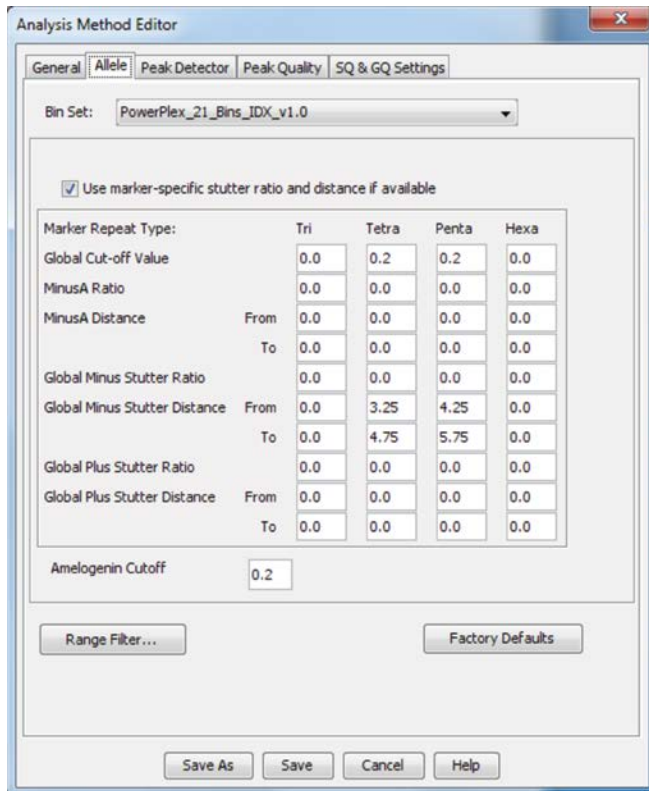 Analysis Method Editor
General Allele Peak Detector Peak Quality SQ & GQ Settings
Bin Set: PowerPlex_21_Bins_IDX_v1.0
Use marker-specific stutter ratio and distance if available
Marker Repeat Type: Tri Tetra Penta Hexa
Global Cut-off Value 0.0 0.2 0.2 0.0
MinusA Ratio 0.0 0.0 0.0 0.0
MinusA Distance From 0.0 0.0 0.0 0.0
To 0.0 0.0 0.0 0.0
Global Minus Stutter Ratio 0.0 0.0 0.0 0.0
Global Minus Stutter Distance From 0.0 3.25 4.25 0.0
To 0.0 4.75 5.75 0.0
Global Plus Stutter Ratio 0.0 0.0 0.0 0.0
Global Plus Stutter Distance From 0.0 0.0 0.0 0.0
To 0.0 0.0 0.0 0.0
Amelogenin Cutoff 0.2
Range Filter... Factory Defaults
Save As Save Cancel Help